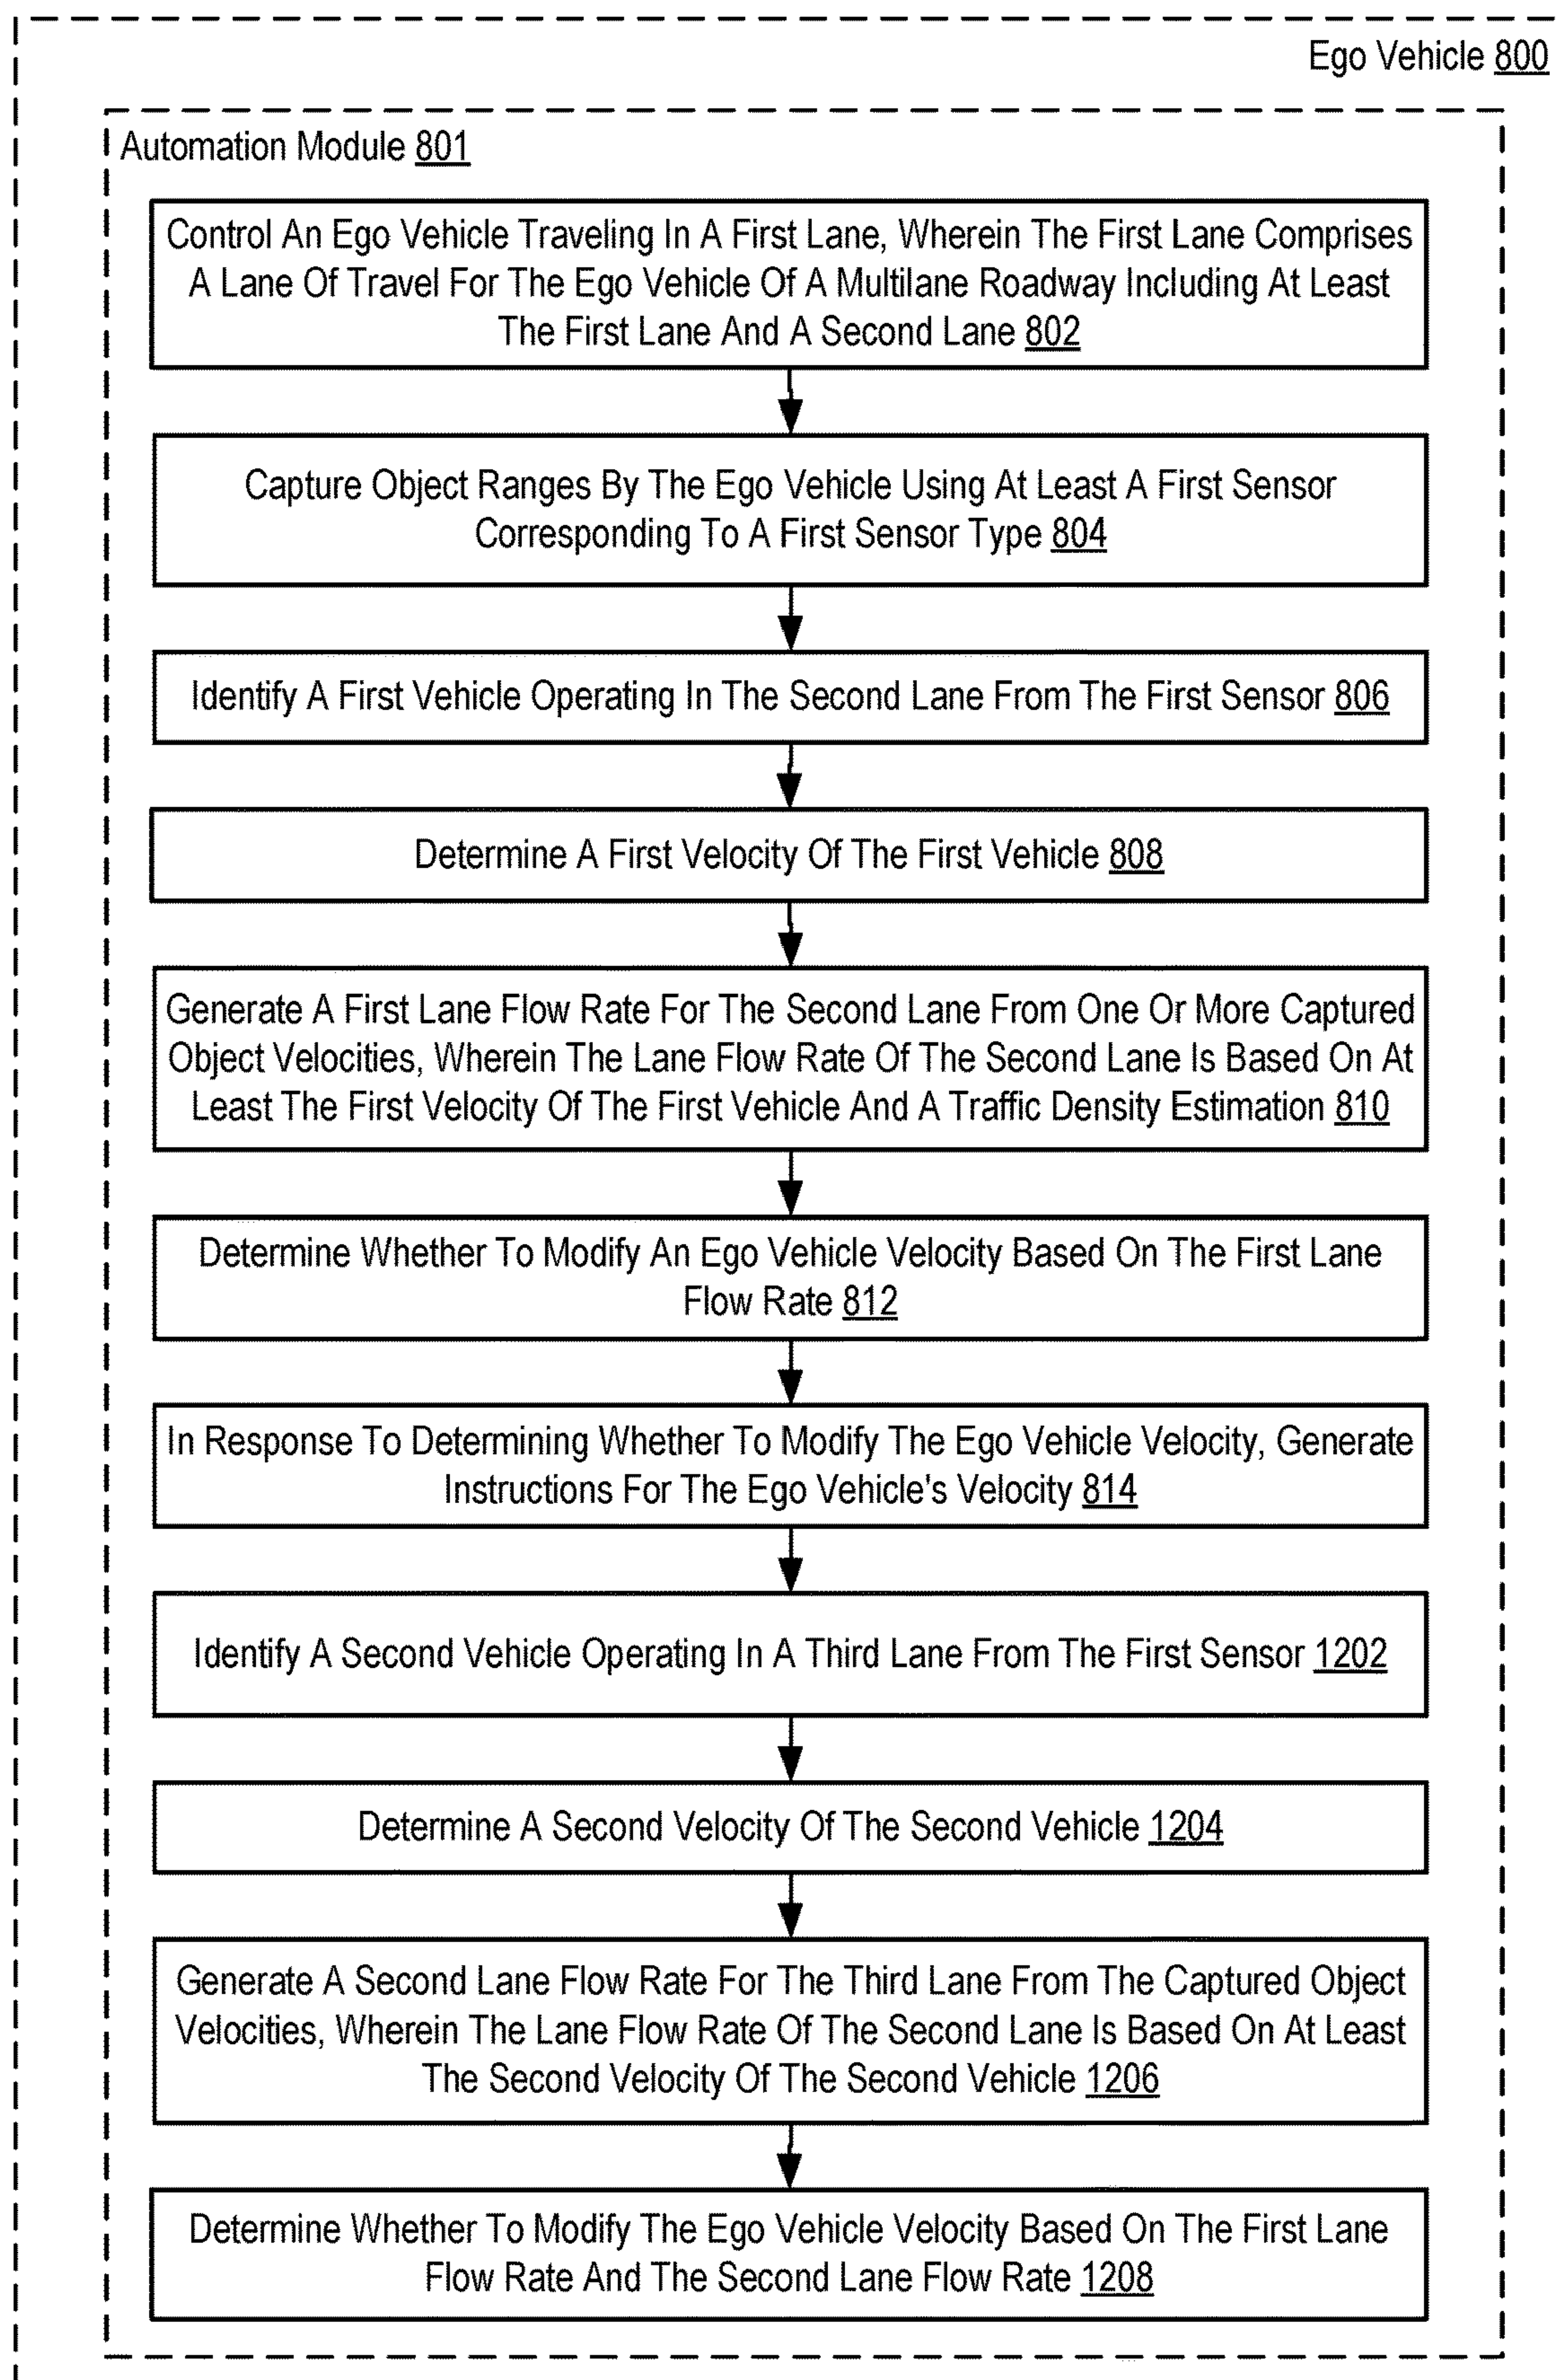 Ego Vehicle 800
Automation Module 801
Control An Ego Vehicle Traveling In A First Lane, Wherein The First Lane Comprises
A Lane Of Travel For The Ego Vehicle Of A Multilane Roadway Including At Least
The First Lane And A Second Lane 802
Capture Object Ranges By The Ego Vehicle Using At Least A First Sensor
Corresponding To A First Sensor Type 804
Identify A First Vehicle Operating In The Second Lane From The First Sensor 806
Determine A First Velocity Of The First Vehicle 808
Generate A First Lane Flow Rate For The Second Lane From One Or More Captured
Object Velocities, Wherein The Lane Flow Rate Of The Second Lane Is Based On At
Least The First Velocity Of The First Vehicle And A Traffic Density Estimation 810
Determine Whether To Modify An Ego Vehicle Velocity Based On The First Lane
Flow Rate 812
In Response To Determining Whether To Modify The Ego Vehicle Velocity, Generate
Instructions For The Ego Vehicle's Velocity 814
Identify A Second Vehicle Operating In A Third Lane From The First Sensor 1202
Determine A Second Velocity Of The Second Vehicle 1204
Generate A Second Lane Flow Rate For The Third Lane From The Captured Object
Velocities, Wherein The Lane Flow Rate Of The Second Lane Is Based On At Least
The Second Velocity Of The Second Vehicle 1206
Determine Whether To Modify The Ego Vehicle Velocity Based On The First Lane
Flow Rate And The Second Lane Flow Rate 1208